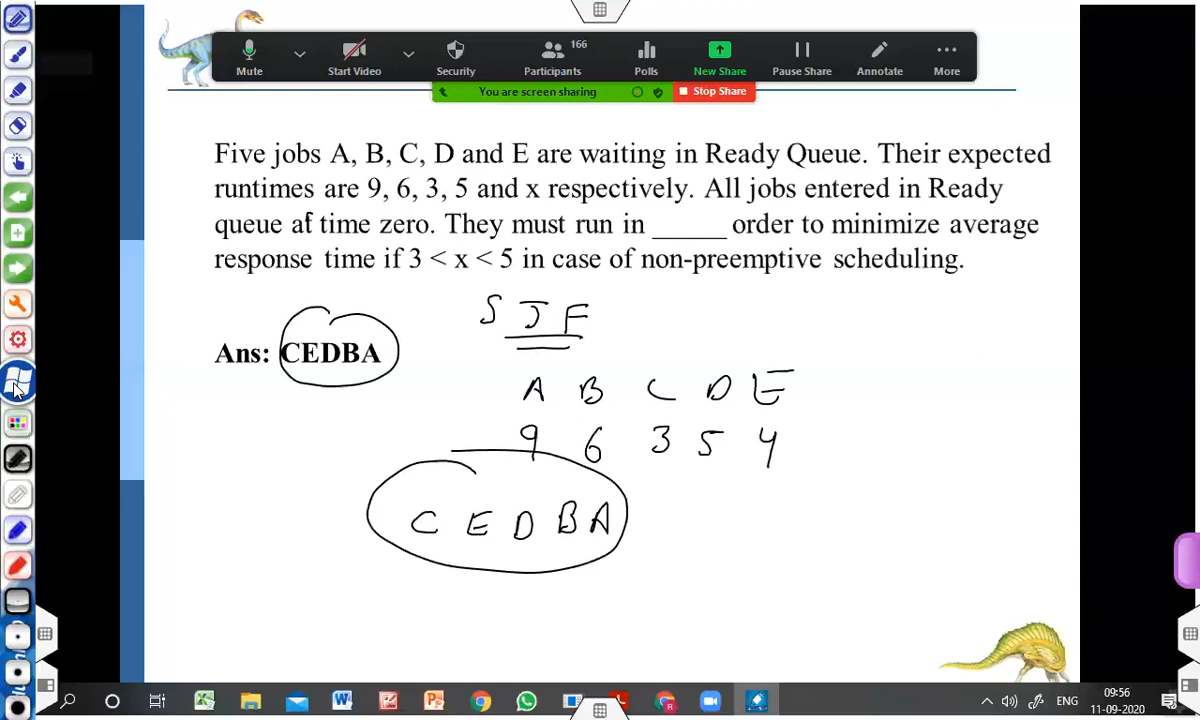 166
Mute
Start Video
Security
Participants
Polls
New Share
Pause Share
Annotate
More
You are screen sharing
Stop Share
Five jobs A, B, C, D and E are waiting in Ready Queue. Their expected
runtimes are 9, 6, 3, 5 and x respectively. All jobs entered in Ready
queue at time zero. They must run in _____ order to minimize average
response time if 3 < x < 5 in case of non-preemptive scheduling.
S J F
Ans: CEDBA
A B C D E
9 6 3 5 4
C E D B A
ENG
09:56
11-09-2020